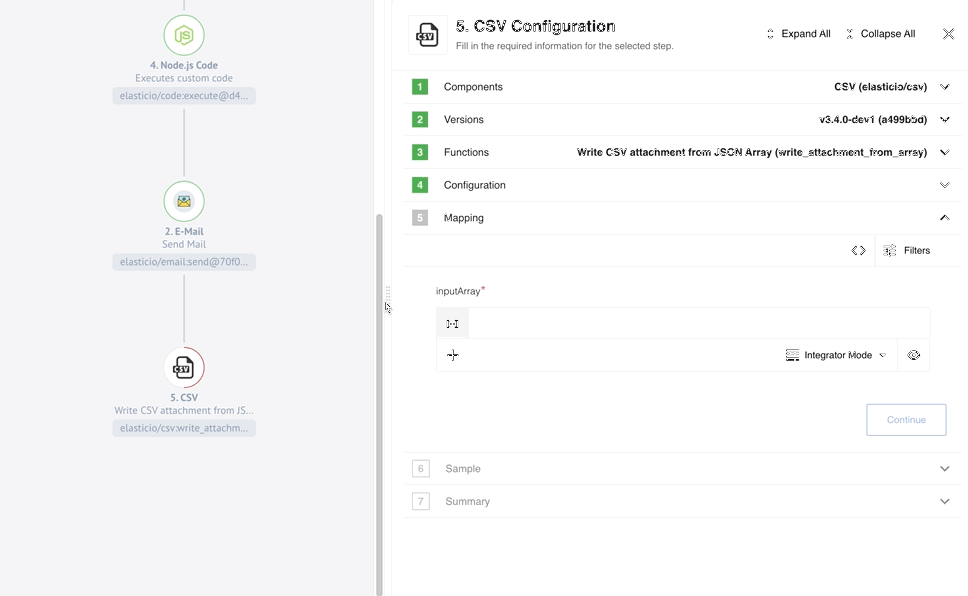 4. Node.js Code
Executes custom code
elasticio/code:execute@d4...
2. E-Mail
Send Mail
elasticio/email:send@70f0...
CSV
5. CSV
Write CSV attachment from JS...
elasticio/csv:write_attachm...
CSV
5. CSV Configuration
Fill in the required information for the selected step.
Expand All
Collapse All
1 Components CSV (elasticio/csv)
2 Versions v3.4.0-dev1 (a499bbd)
3 Functions Write CSV attachment from JSON Array (write_attachment_from_array)
4 Configuration
5 Mapping
Filters
inputArray*
Integrator Mode
Continue
6 Sample
7 Summary